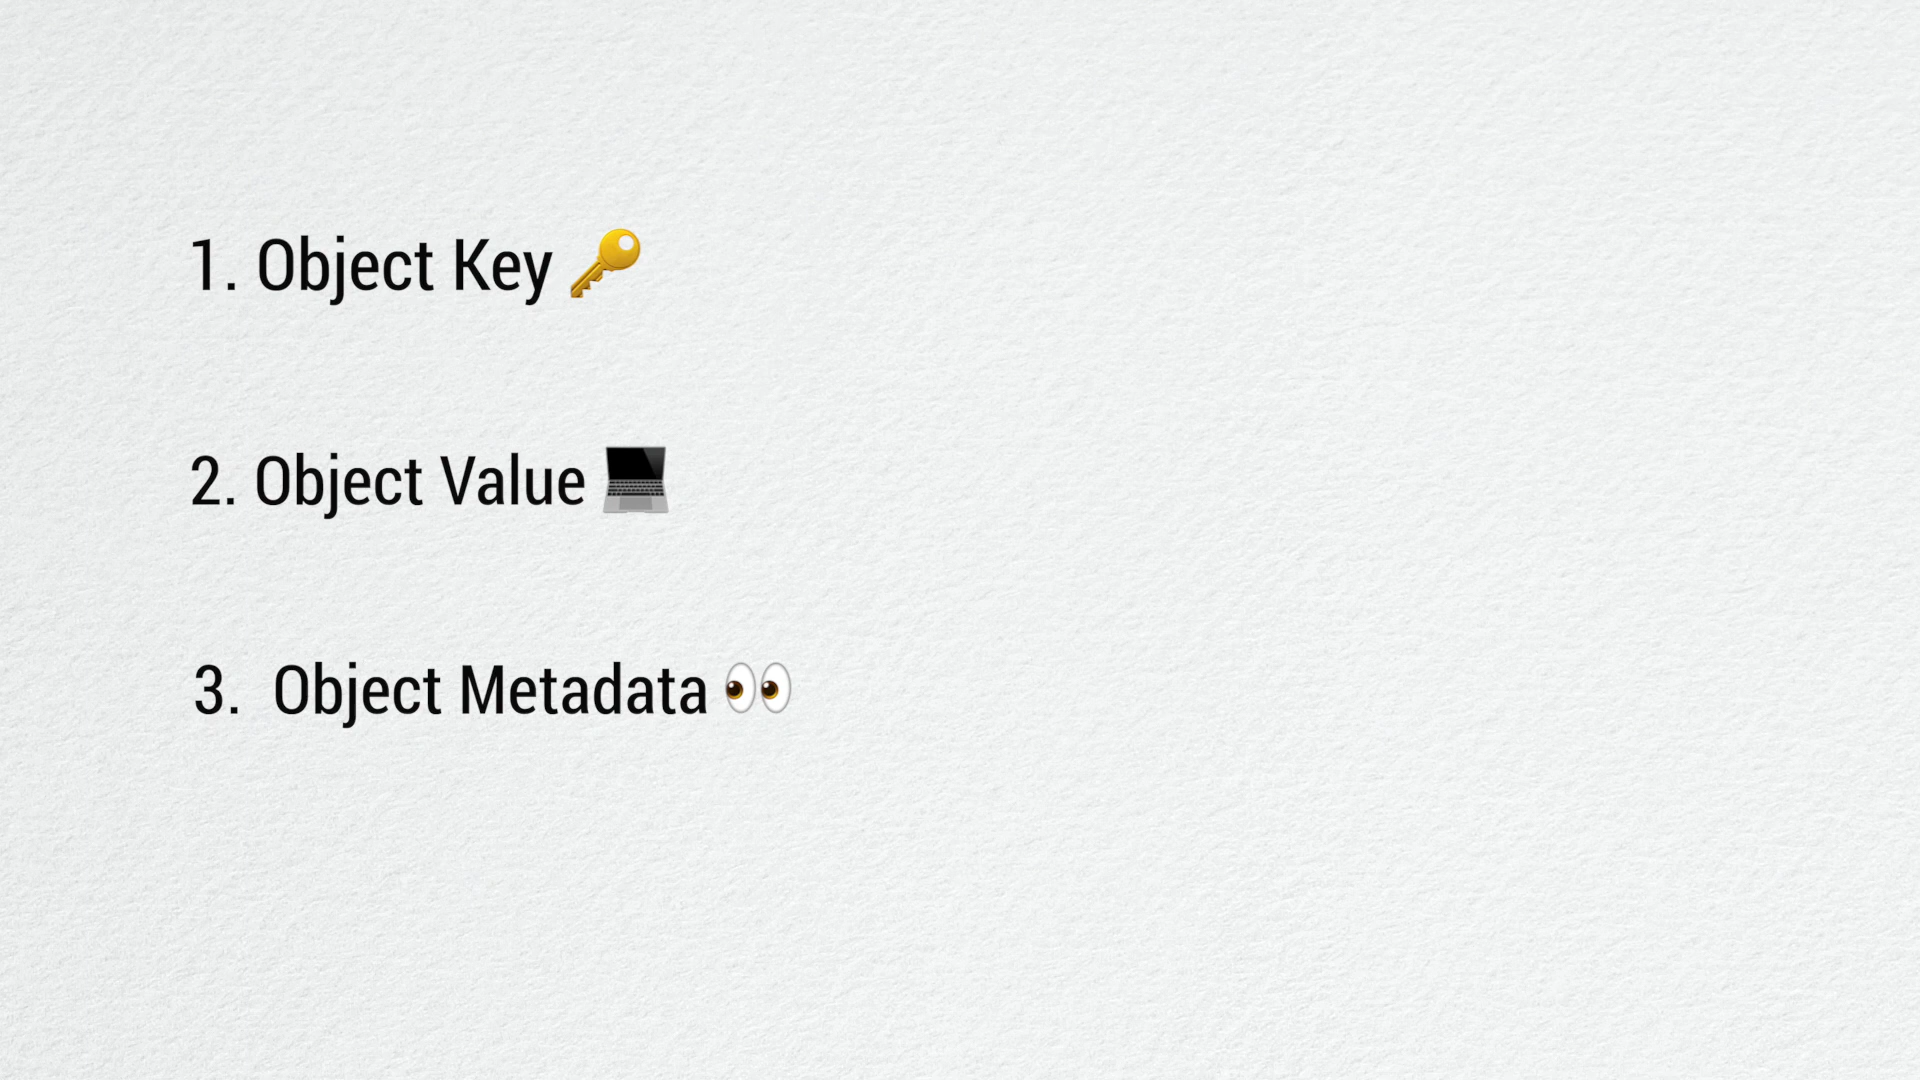 1. Object Key 🔑
2. Object Value 💻
3. Object Metadata 👀